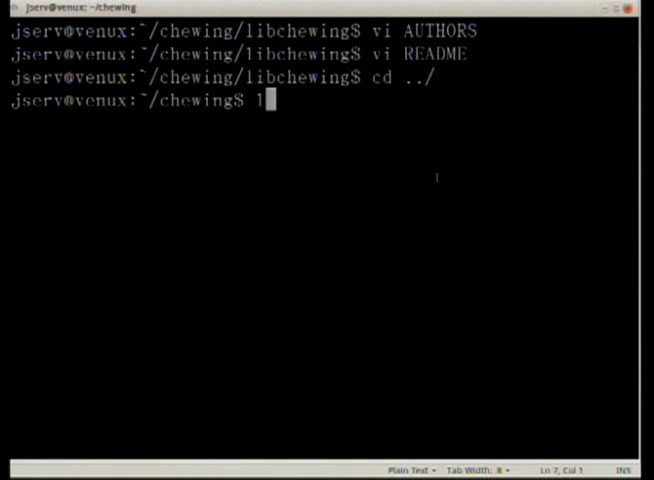 jserv@venux: ~/chewing
jserv@venux:~/chewing/libchewing$ vi AUTHORS
jserv@venux:~/chewing/libchewing$ vi README
jserv@venux:~/chewing/libchewing$ cd ../
jserv@venux:~/chewing$ l
Plain Text Tab Width: 8 Ln 7, Col 1 INS